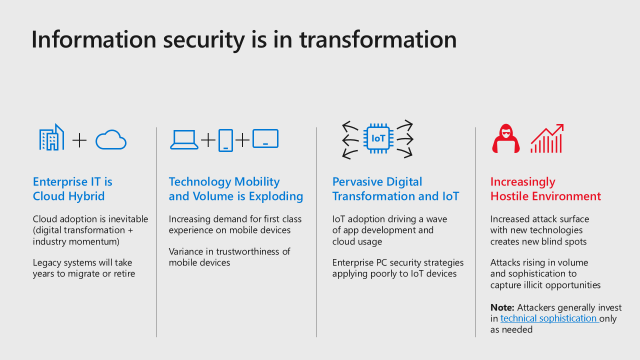 Information security is in transformation
IoT
Enterprise IT is
Cloud Hybrid
Cloud adoption is inevitable
(digital transformation +
industry momentum)
Legacy systems will take
years to migrate or retire
Technology Mobility
and Volume is Exploding
Increasing demand for first class
experience on mobile devices
Variance in trustworthiness of
mobile devices
Pervasive Digital
Transformation and IoT
IoT adoption driving a wave
of app development and
cloud usage
Enterprise PC security strategies
applying poorly to IoT devices
Increasingly
Hostile Environment
Increased attack surface
with new technologies
creates new blind spots
Attacks rising in volume
and sophistication to
capture illicit opportunities
Note: Attackers generally invest
in technical sophistication only
as needed